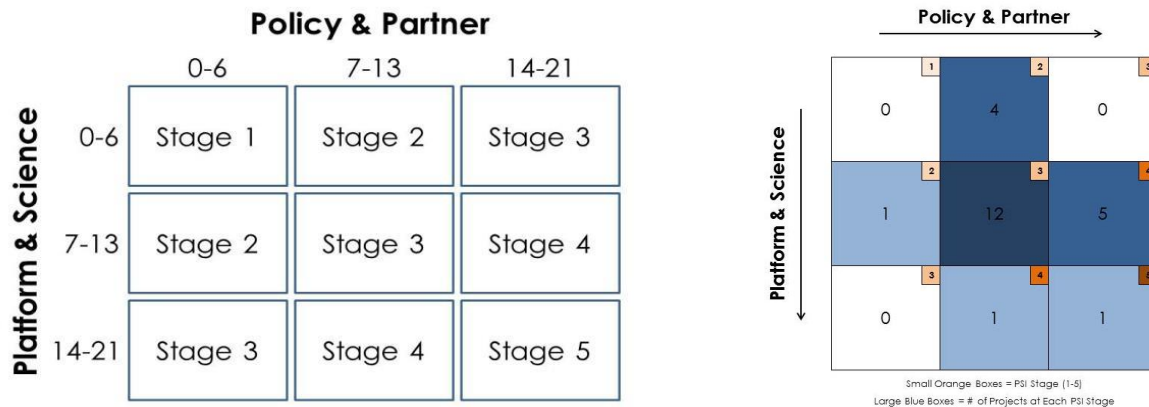 Policy & Partner
0-6 7-13 14-21
Platform & Science
0-6 Stage 1 Stage 2 Stage 3
7-13 Stage 2 Stage 3 Stage 4
14-21 Stage 3 Stage 4 Stage 5
Policy & Partner
Platform & Science
1 2 3
0 4 0
2 3 4
1 12 5
3 4 5
0 1 1
Small Orange Boxes = PSI Stage (1-5)
Large Blue Boxes = # of Projects at Each PSI Stage